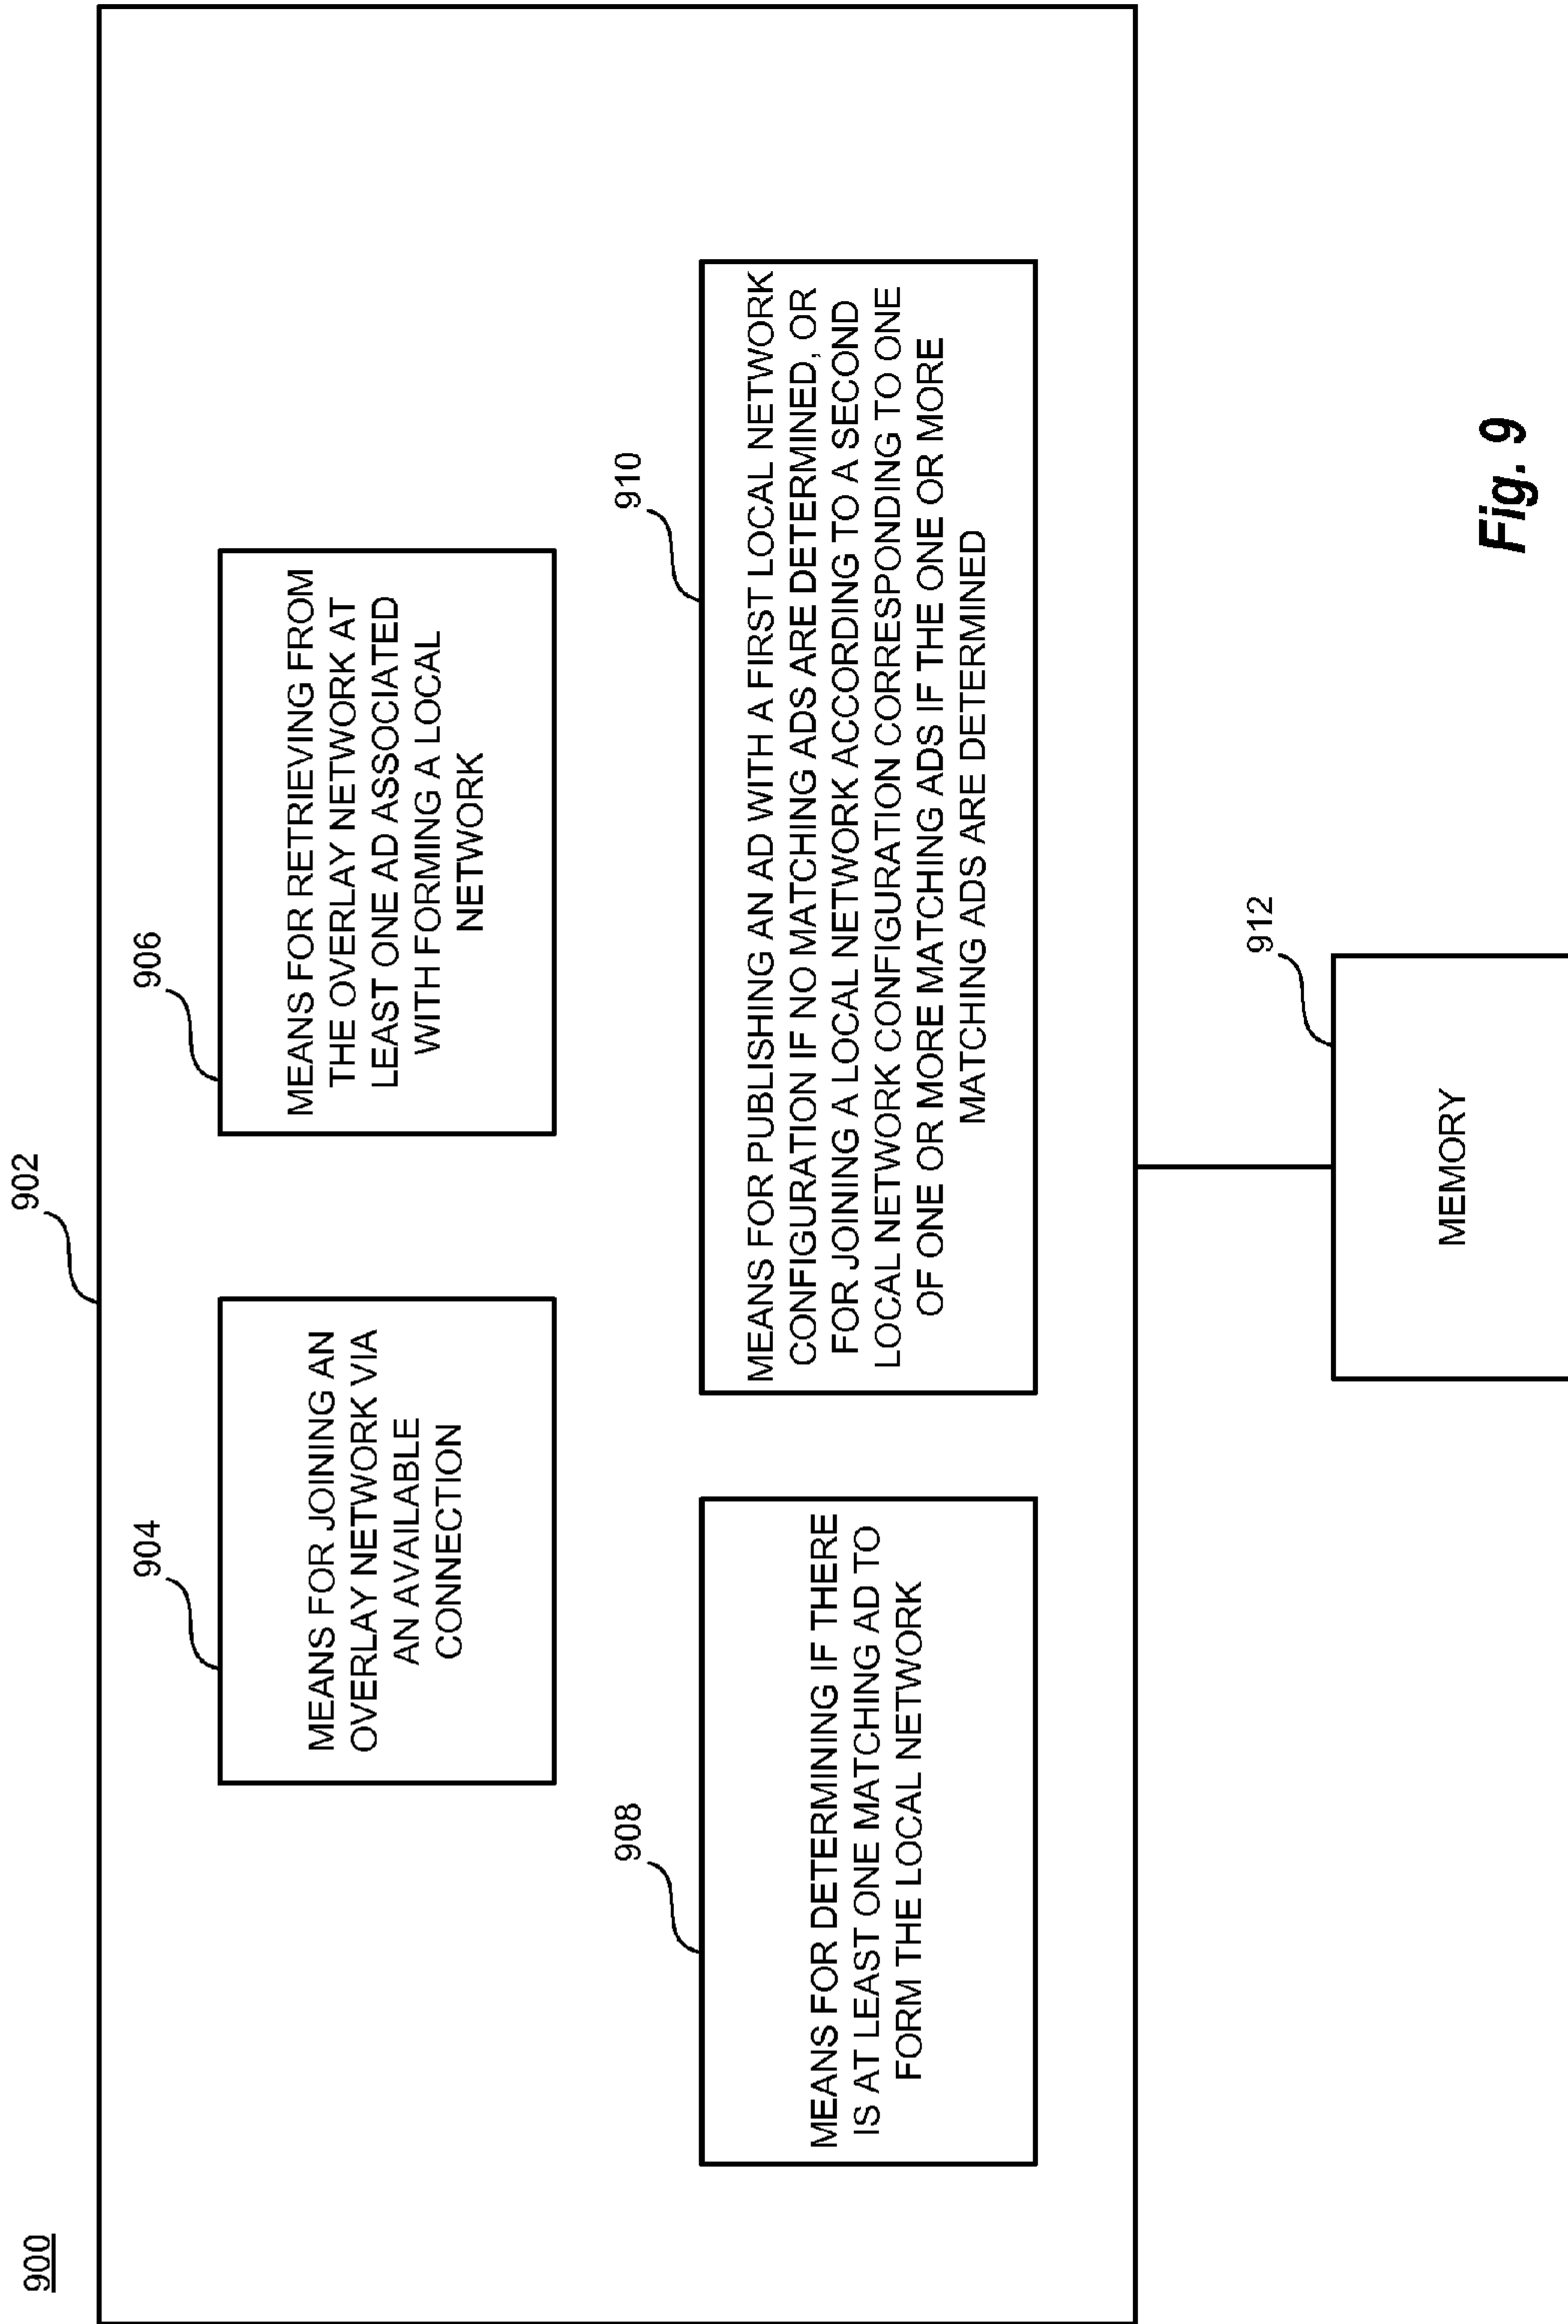 900
902
904
MEANS FOR JOINING AN
OVERLAY NETWORK VIA
AN AVAILABLE
CONNECTION
906
MEANS FOR RETRIEVING FROM
THE OVERLAY NETWORK AT
LEAST ONE AD ASSOCIATED
WITH FORMING A LOCAL
NETWORK
908
MEANS FOR DETERMINING IF THERE
IS AT LEAST ONE MATCHING AD TO
FORM THE LOCAL NETWORK
910
MEANS FOR PUBLISHING AN AD WITH A FIRST LOCAL NETWORK
CONFIGURATION IF NO MATCHING ADS ARE DETERMINED, OR
FOR JOINING A LOCAL NETWORK ACCORDING TO A SECOND
LOCAL NETWORK CONFIGURATION CORRESPONDING TO ONE
OF ONE OR MORE MATCHING ADS IF THE ONE OR MORE
MATCHING ADS ARE DETERMINED
912
MEMORY
Fig. 9